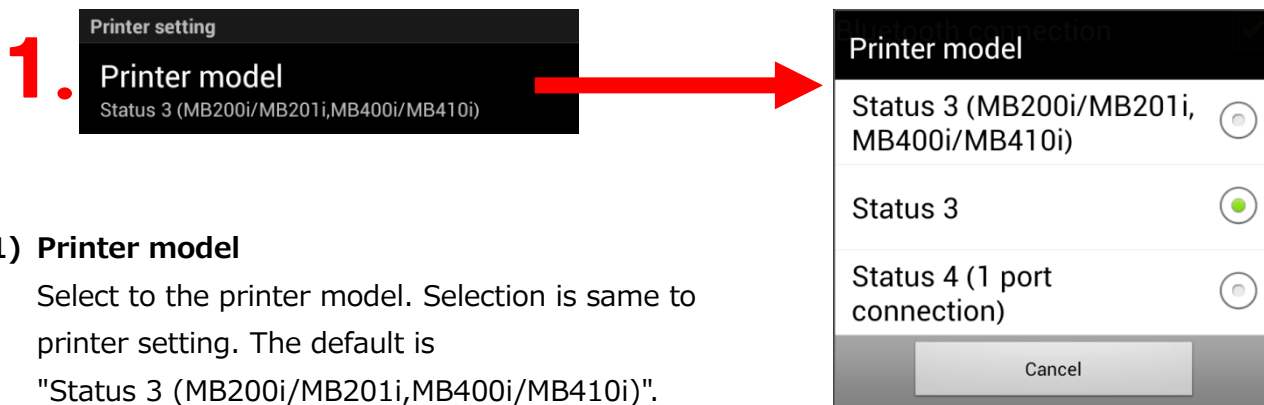 1.
Printer setting
Printer model
Status 3 (MB200i/MB201i,MB400i/MB410i)
1) Printer model
Select to the printer model. Selection is same to
printer setting. The default is
"Status 3 (MB200i/MB201i,MB400i/MB410i)".
Bluetooth connection
Printer model
Status 3 (MB200i/MB201i,
MB400i/MB410i)
Status 3
Status 4 (1 port
connection)
Cancel